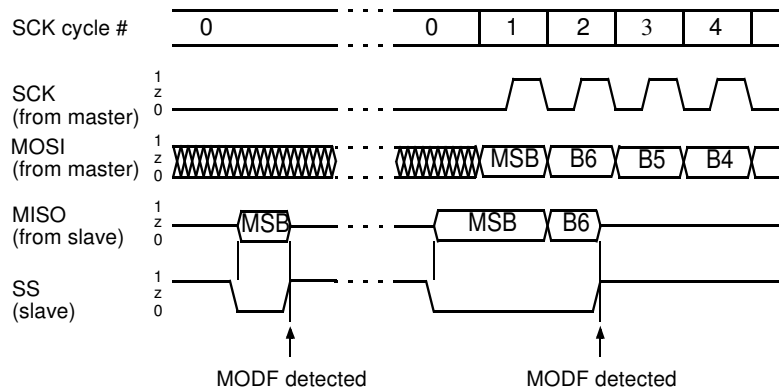 SCK cycle # 0 0 1 2 3 4
SCK
(from master)
1
z
0
MOSI
(from master)
1
z
0
MSB B6 B5 B4
MISO
(from slave)
1
z
0
MSB MSB B6
SS
(slave)
1
z
0
MODF detected MODF detected